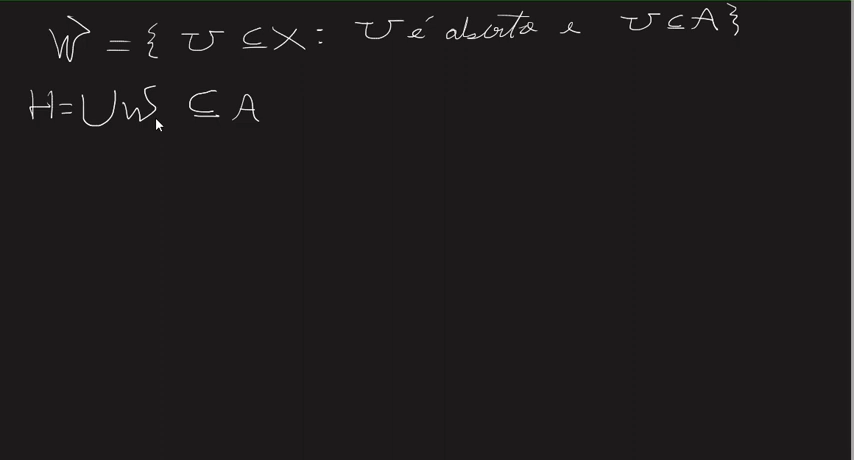 W = { U ⊆ X : U é aberto e U ⊆ A }
H = ∪W ⊆ A